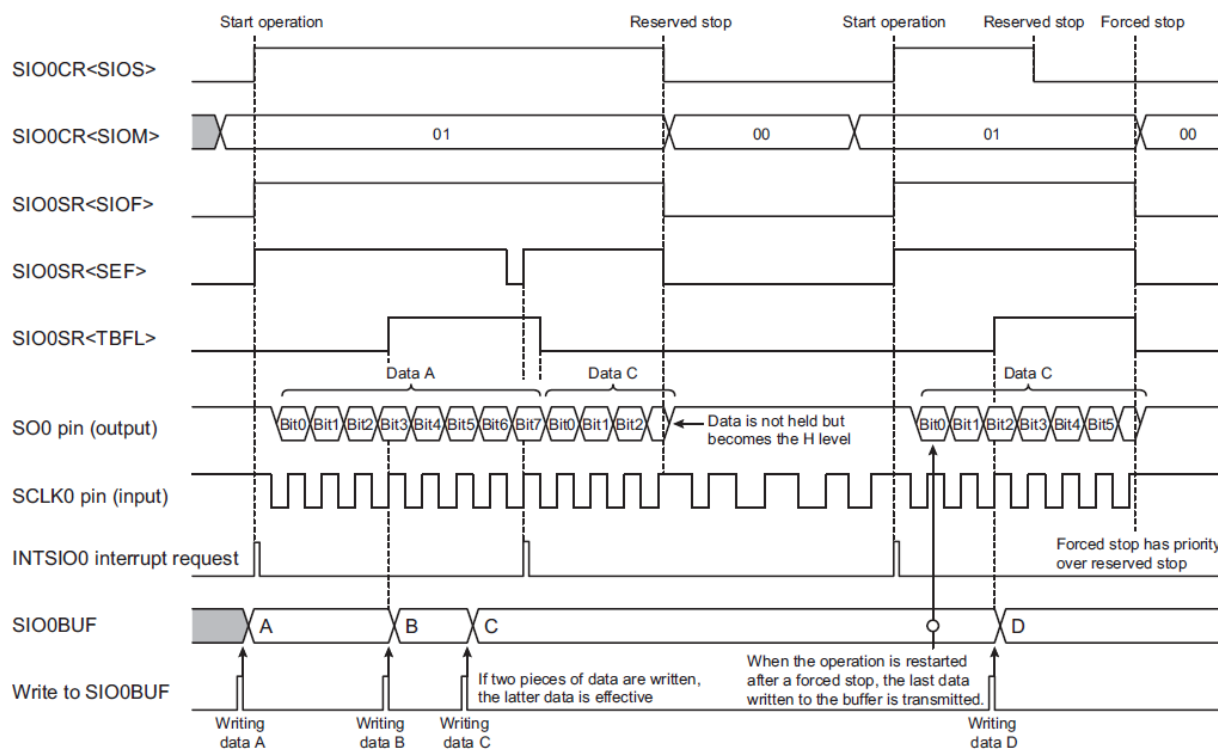 Start operation Reserved stop Start operation Reserved stop Forced stop
SIO0CR<SIOS>
SIO0CR<SIOM> 01 00 01 00
SIO0SR<SIOF>
SIO0SR<SEF>
SIO0SR<TBFL>
Data A Data C Data C
SO0 pin (output) Bit0 Bit1 Bit2 Bit3 Bit4 Bit5 Bit6 Bit7 Bit0 Bit1 Bit2 Bit0 Bit1 Bit2 Bit3 Bit4 Bit5
Data is not held but
becomes the H level
SCLK0 pin (input)
INTSIO0 interrupt request
Forced stop has priority
over reserved stop
SIO0BUF A B C D
If two pieces of data are written,
the latter data is effective
When the operation is restarted
after a forced stop, the last data
written to the buffer is transmitted.
Write to SIO0BUF
Writing
data A
Writing
data B
Writing
data C
Writing
data D